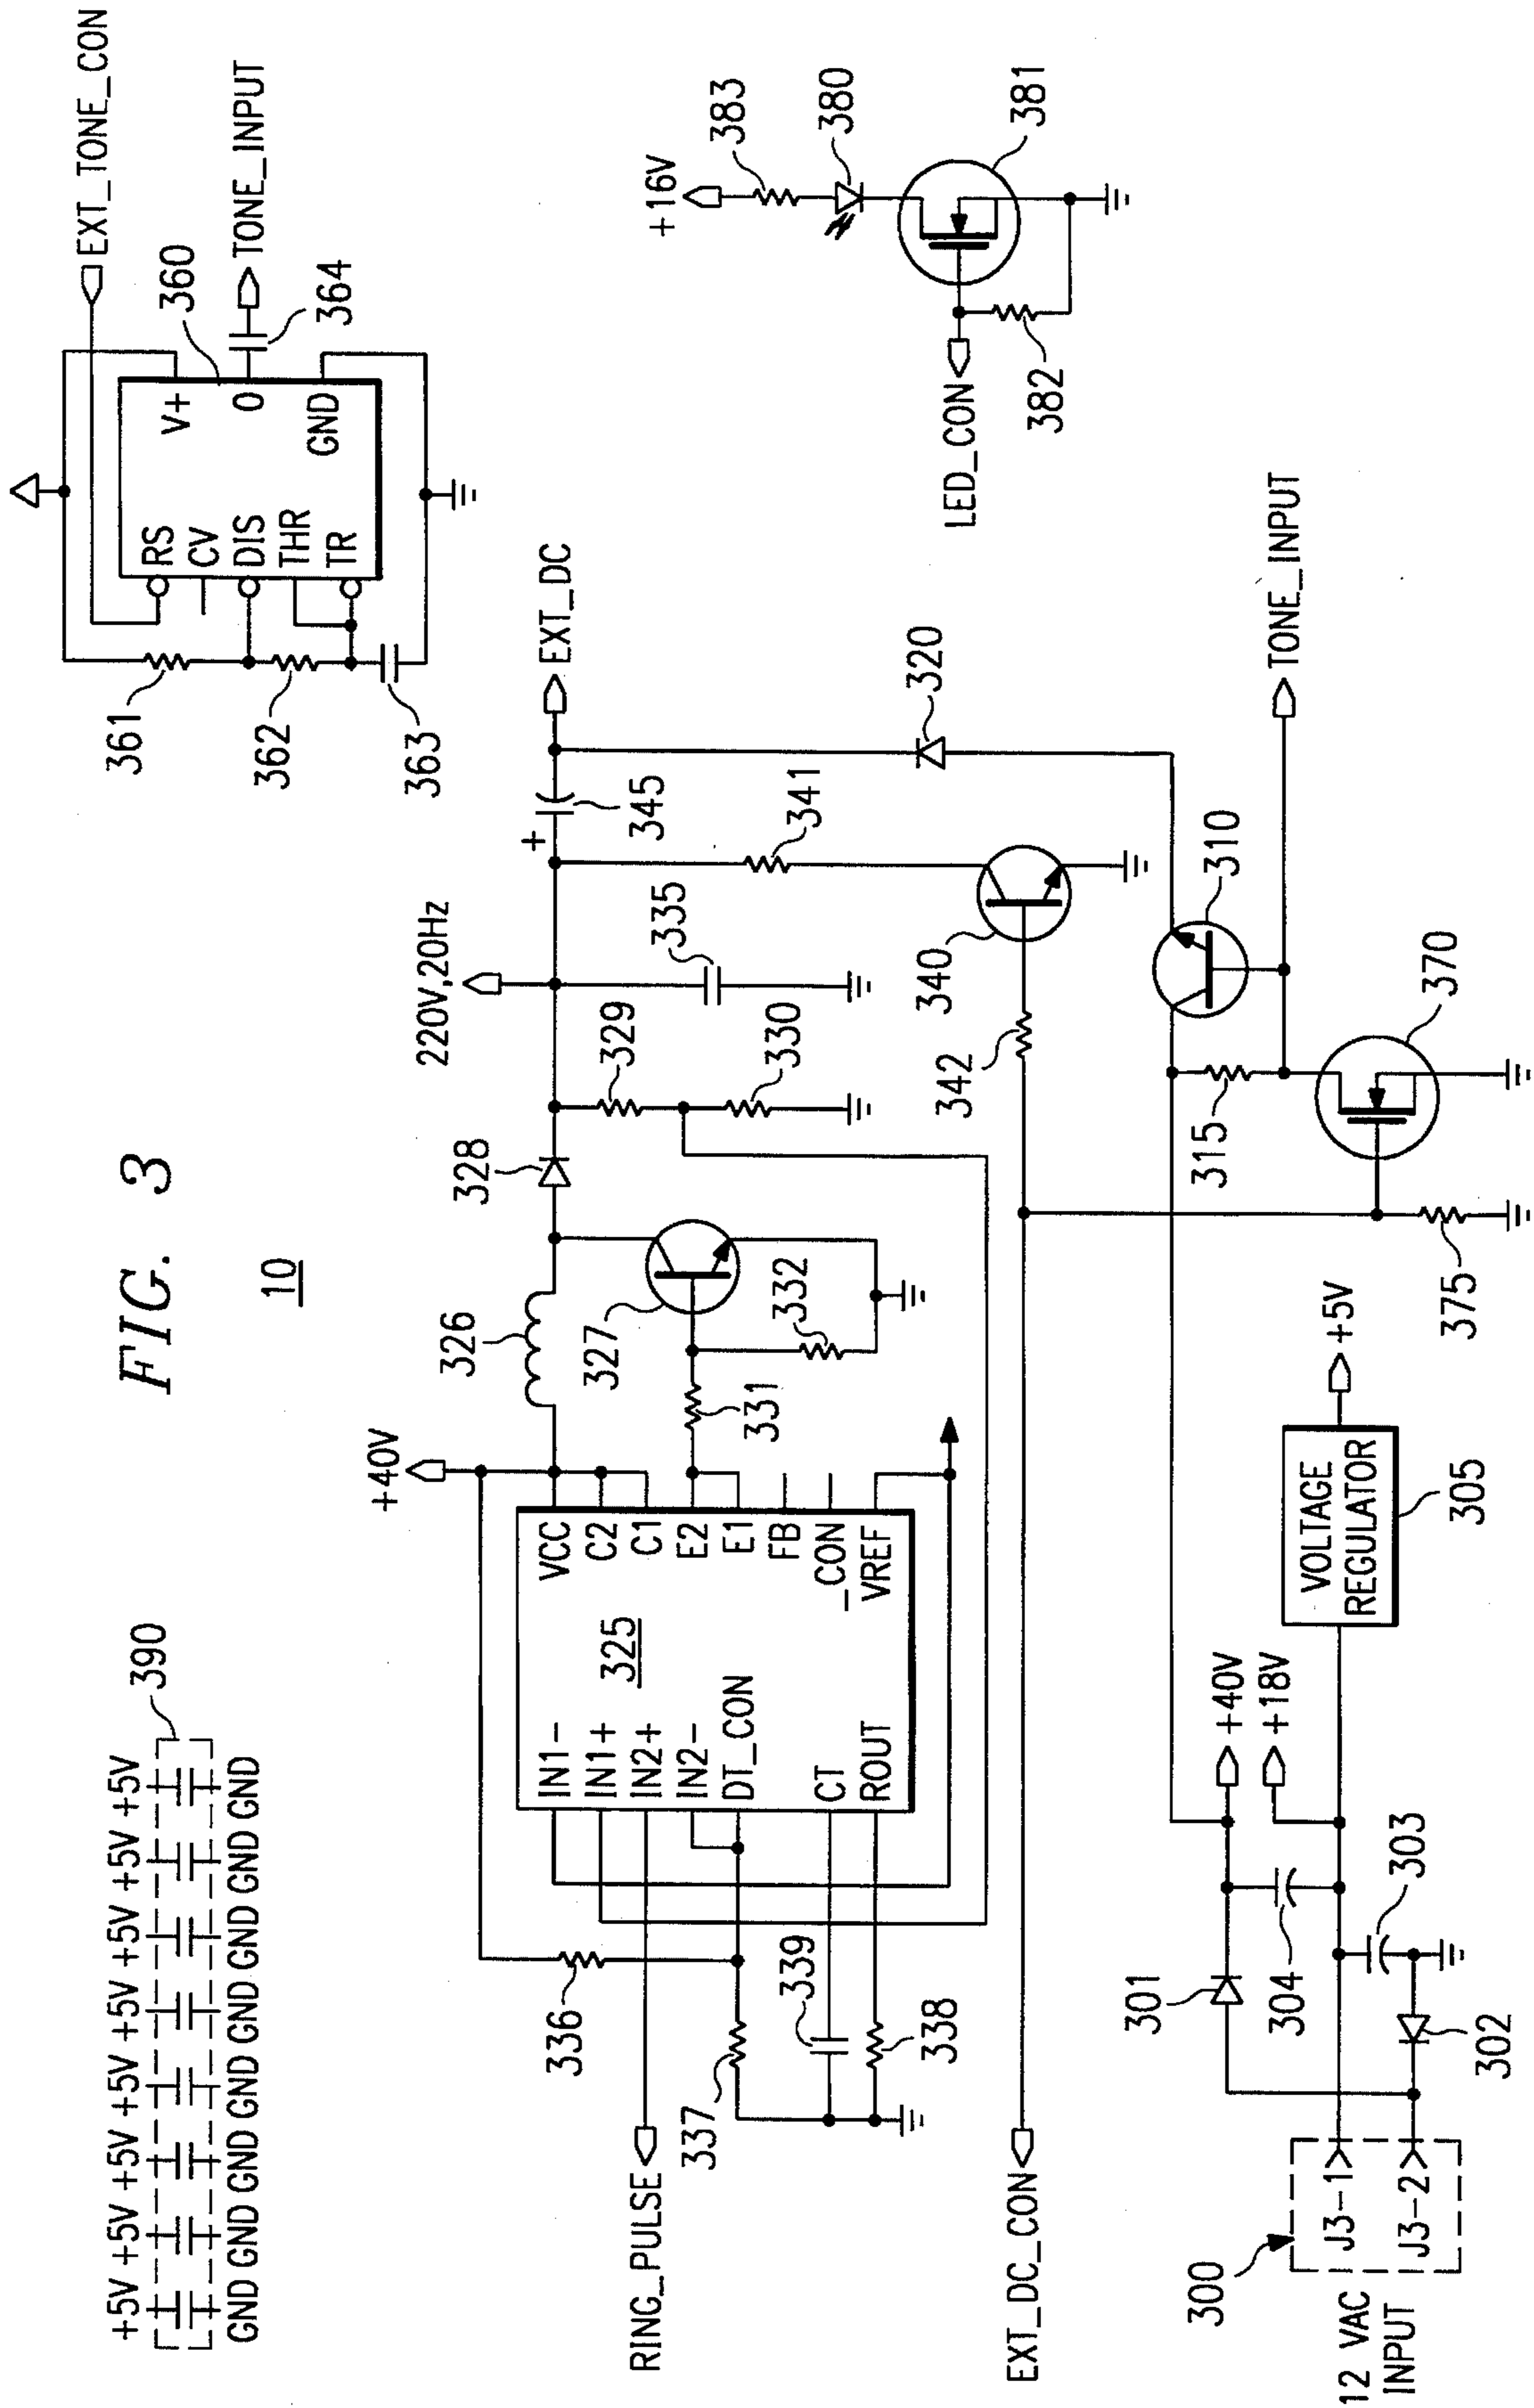 FIG. 3
10
+5V +5V +5V +5V +5V +5V +5V +5V
390
GND GND GND GND GND GND GND GND
EXT_TONE_CON
TONE_INPUT
360
364
V+
O
GND
RS
CV
DIS
THR
TR
361
362
363
+16V
383
380
381
LED_CON
382
+40V
326
328
220V,20Hz
EXT_DC
+
345
329
330
335
341
320
327
331
332
325
IN1-
IN1+
IN2+
IN2-
DT_CON
CT
ROUT
VCC
C2
C1
E2
E1
FB
_CON
_VREF
336
337
339
338
RING_PULSE
340
342
EXT_DC_CON
310
315
TONE_INPUT
370
375
301
304
303
302
+40V
+18V
VOLTAGE
REGULATOR
305
+5V
300
12 VAC
INPUT
J3-1
J3-2